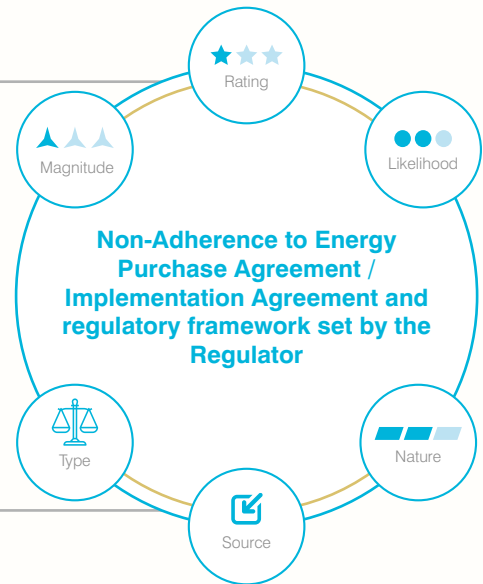 Rating
Magnitude
Likelihood
Non-Adherence to Energy
Purchase Agreement /
Implementation Agreement and
regulatory framework set by the
Regulator
Type
Nature
Source